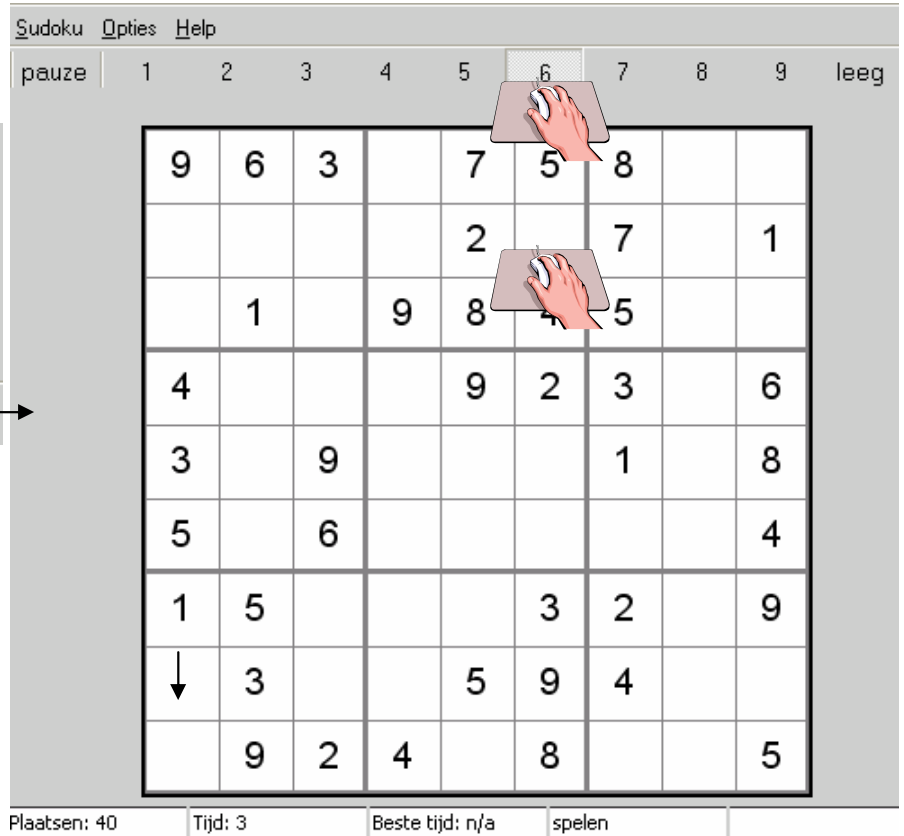 Sudoku Opties Help
pauze 1 2 3 4 5 6 7 8 9 leeg
9 6 3 7 5 8
2 7 1
1 9 8 4 5
4 9 2 3 6
3 9 1 8
5 6 4
1 5 3 2 9
3 5 9 4
9 2 4 8 5
Plaatsen: 40 Tijd: 3 Beste tijd: n/a spelen